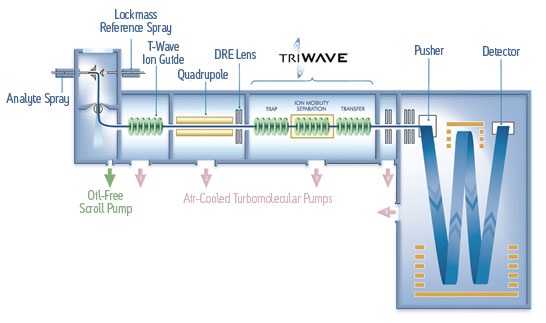 Lockmass
Reference Spray
T-Wave
Ion Guide
DRE Lens
Quadrupole
TRIWAVE
Pusher
Detector
Analyte Spray
TRAP
ION MOBILITY
SEPARATION
TRANSFER
Oil-Free
Scroll Pump
Air-Cooled Turbomolecular Pumps